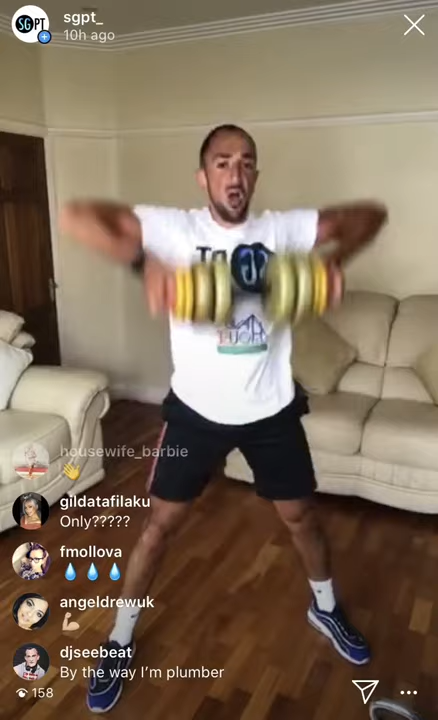 SGPT
sgpt_
10h ago
housewife_barbie
👋
gildatafilaku
Only?????
fmollova
💧💧💧
angeldrewuk
💪🏼
djseebeat
By the way I’m plumber
158